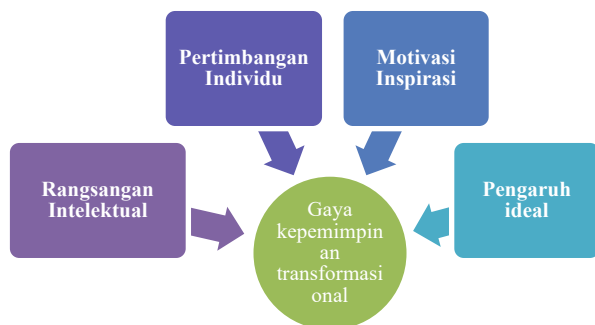 Pertimbangan
Individu
Motivasi
Inspirasi
Rangsangan
Intelektual
Pengaruh
ideal
Gaya
kepemimpin
an
transformasi
onal